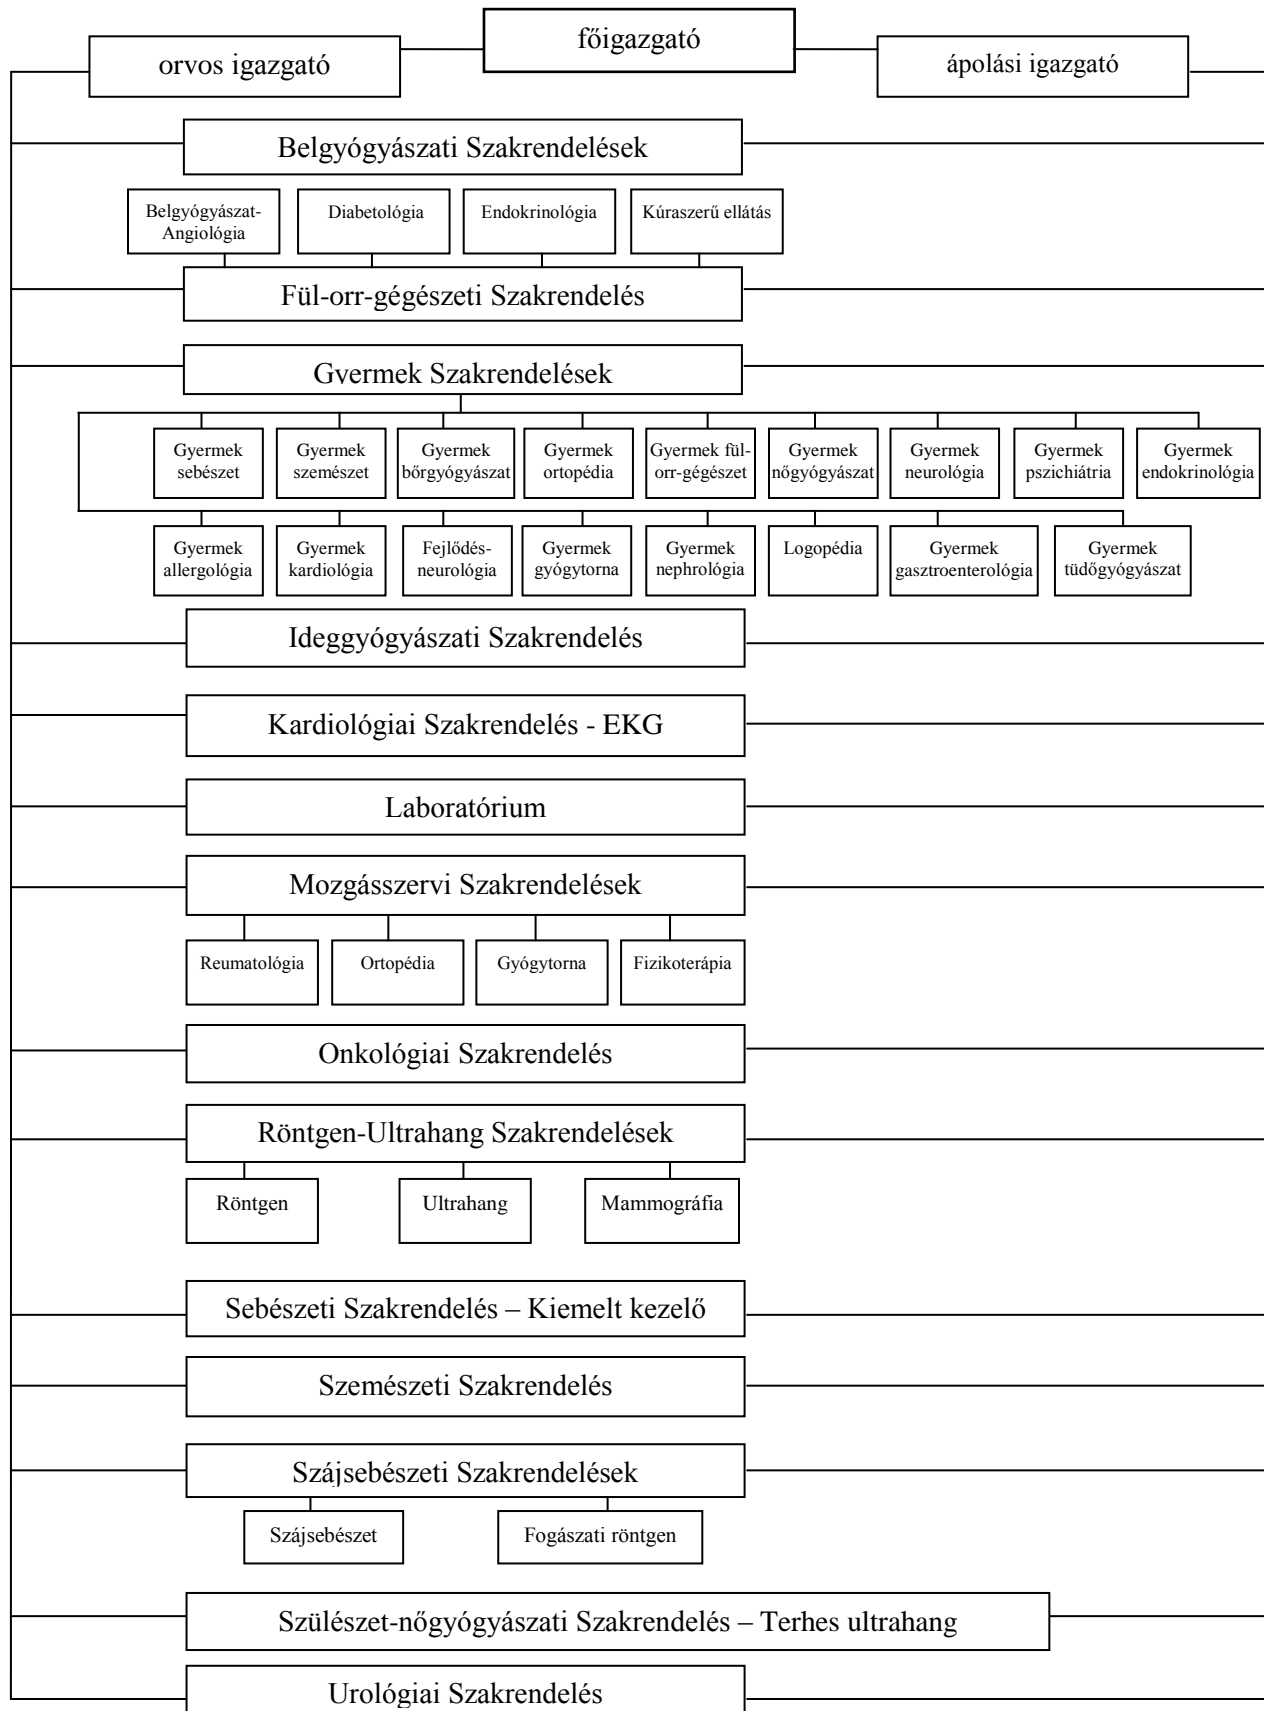 főigazgató
orvos igazgató
ápolási igazgató
Belgyógyászati Szakrendelések
Belgyógyászat-
Angiológia
Diabetológia
Endokrinológia
Kúraszerű ellátás
Fül-orr-gégészeti Szakrendelés
Gyermek Szakrendelések
Gyermek
sebészet
Gyermek
szemészet
Gyermek
bőrgyógyászat
Gyermek
ortopédia
Gyermek fül-
orr-gégészet
Gyermek
nőgyógyászat
Gyermek
neurológia
Gyermek
pszichiátria
Gyermek
endokrinológia
Gyermek
allergológia
Gyermek
kardiológia
Fejlődés-
neurológia
Gyermek
gyógytorna
Gyermek
nephrológia
Logopédia
Gyermek
gasztroenterológia
Gyermek
tüdőgyógyászat
Ideggyógyászati Szakrendelés
Kardiológiai Szakrendelés - EKG
Laboratórium
Mozgásszervi Szakrendelések
Reumatológia
Ortopédia
Gyógytorna
Fizikoterápia
Onkológiai Szakrendelés
Röntgen-Ultrahang Szakrendelések
Röntgen
Ultrahang
Mammográfia
Sebészeti Szakrendelés – Kiemelt kezelő
Szemészeti Szakrendelés
Szájsebészeti Szakrendelések
Szájsebészet
Fogászati röntgen
Szülészet-nőgyógyászati Szakrendelés – Terhes ultrahang
Urológiai Szakrendelés